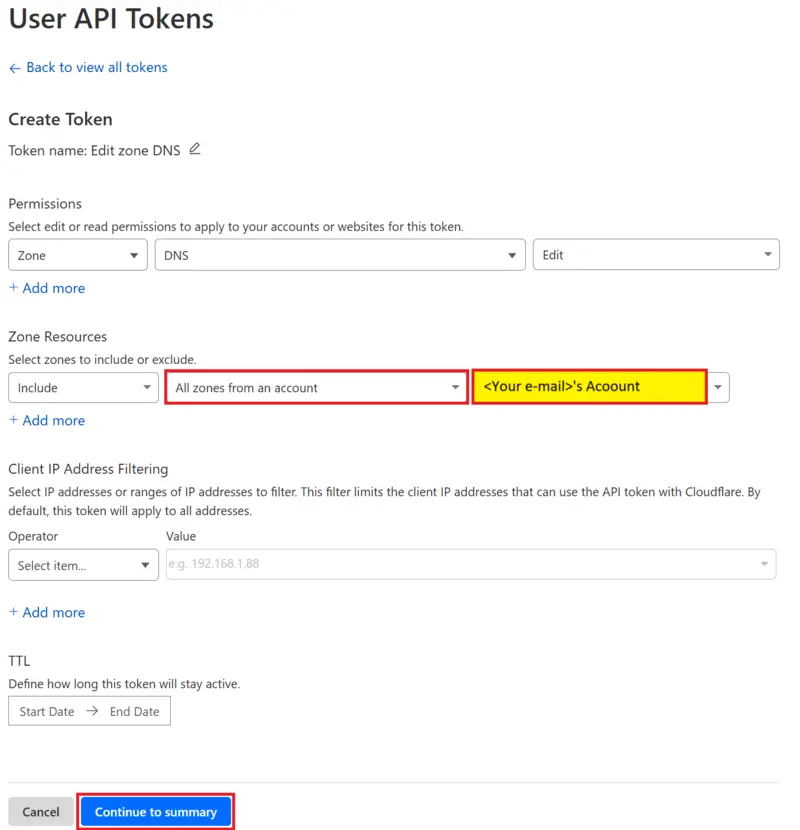 User API Tokens
← Back to view all tokens
Create Token
Token name: Edit zone DNS
Permissions
Select edit or read permissions to apply to your accounts or websites for this token.
Zone DNS Edit
+ Add more
Zone Resources
Select zones to include or exclude.
Include All zones from an account <Your e-mail>'s Acoount
+ Add more
Client IP Address Filtering
Select IP addresses or ranges of IP addresses to filter. This filter limits the client IP addresses that can use the API token with Cloudflare. By
default, this token will apply to all addresses.
Operator Value
Select item... e.g. 192.168.1.88
+ Add more
TTL
Define how long this token will stay active.
Start Date → End Date
Cancel Continue to summary